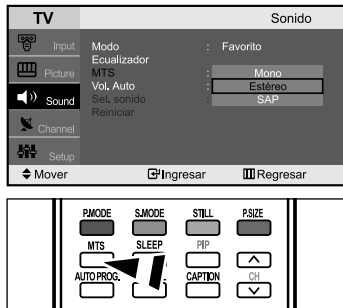 TV Sonido
Input
Modo : Favorito
Ecualizador
Picture
MTS : Mono
Vol. Auto : Estéreo
Sound
Sel. sonido SAP
Reiniciar
Channel
Setup
Mover Ingresar Regresar
P.MODE S.MODE STILL P.SIZE
MTS SLEEP PIP
AUTO PROG. CAPTION CH